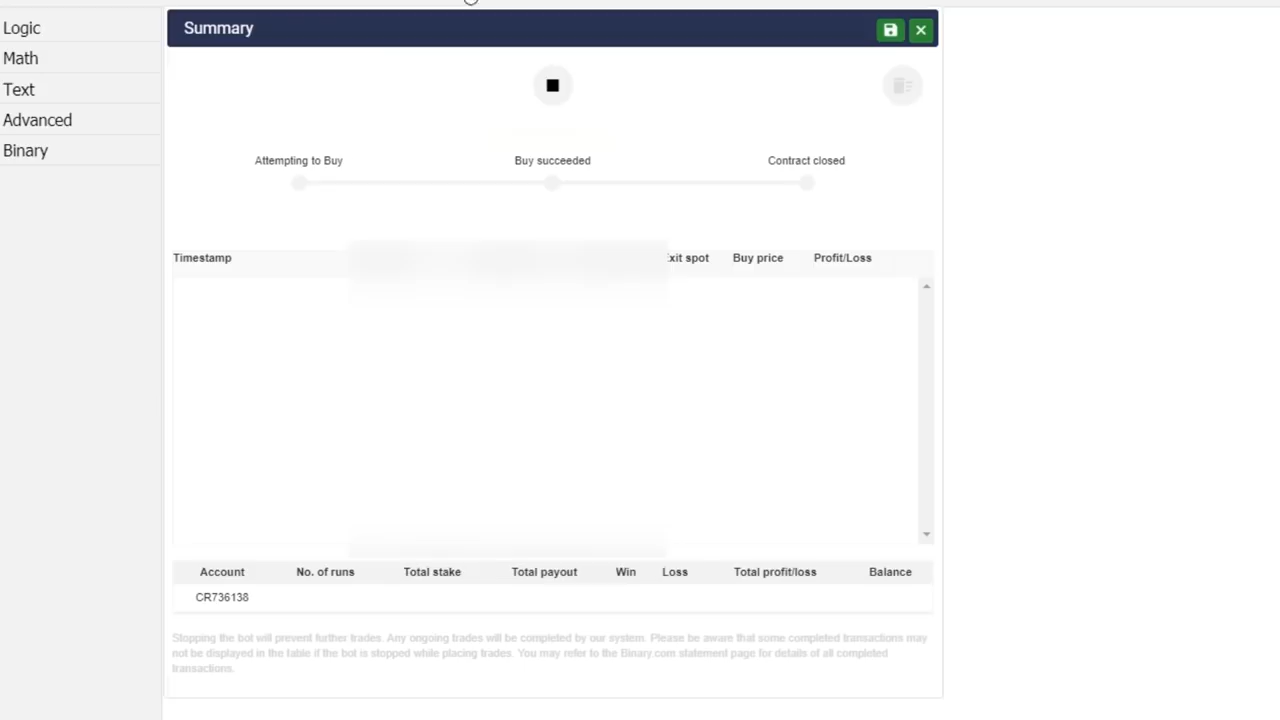 Logic
Math
Text
Advanced
Binary
Summary
Attempting to Buy
Buy succeeded
Contract closed
Timestamp
xit spot
Buy price
Profit/Loss
Account No. of runs Total stake Total payout Win Loss Total profit/loss Balance
CR736138
Stopping the bot will prevent further trades. Any ongoing trades will be completed by our system. Please be aware that some completed transactions may
not be displayed in the table if the bot is stopped while placing trades. You may refer to the Binary.com statement page for details of all completed
transactions.